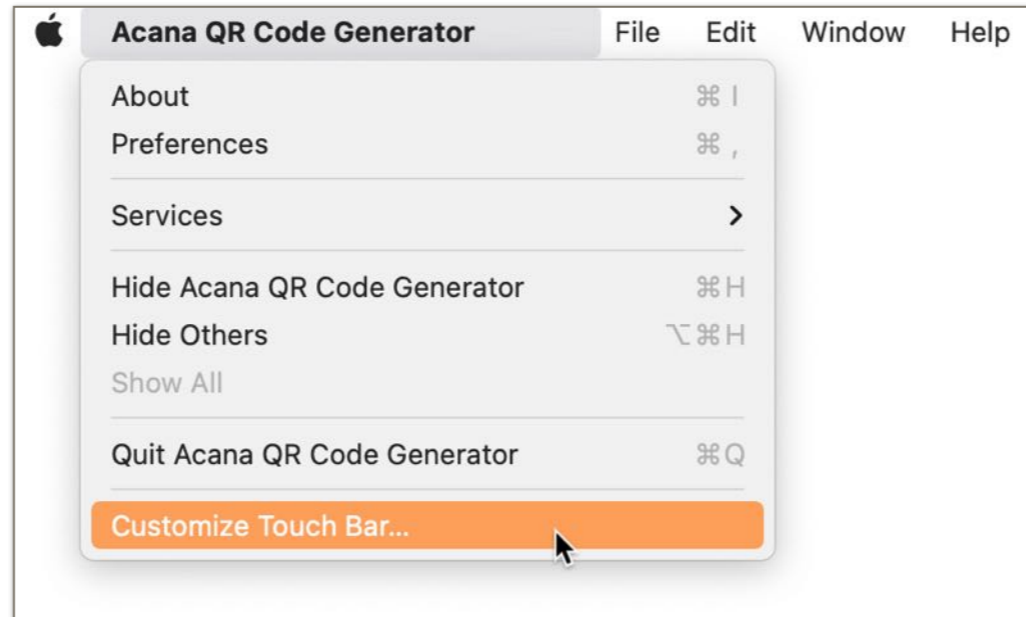 Acana QR Code Generator File Edit Window Help
About ⌘ I
Preferences ⌘ ,
Services
Hide Acana QR Code Generator ⌘ H
Hide Others ⌥ ⌘ H
Show All
Quit Acana QR Code Generator ⌘ Q
Customize Touch Bar...